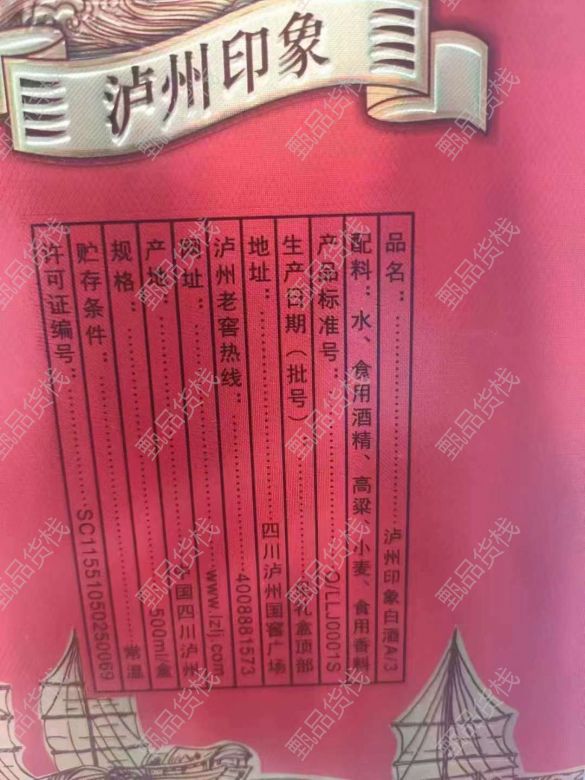 泸州印象
品名：泸州印象白酒A/3
配料：水、食用酒精、高粱、小麦、食用香料
产品标准号：Q/LLJ0001S
生产日期（批号）：见礼盒顶部
地址：四川泸州国窖广场
泸州老窖热线：4008881573
网址：www.lzlj.com
产地：中国四川泸州
规格：500ml/盒
贮存条件：常温
许可证编号：SC11551050250069
甄品货栈